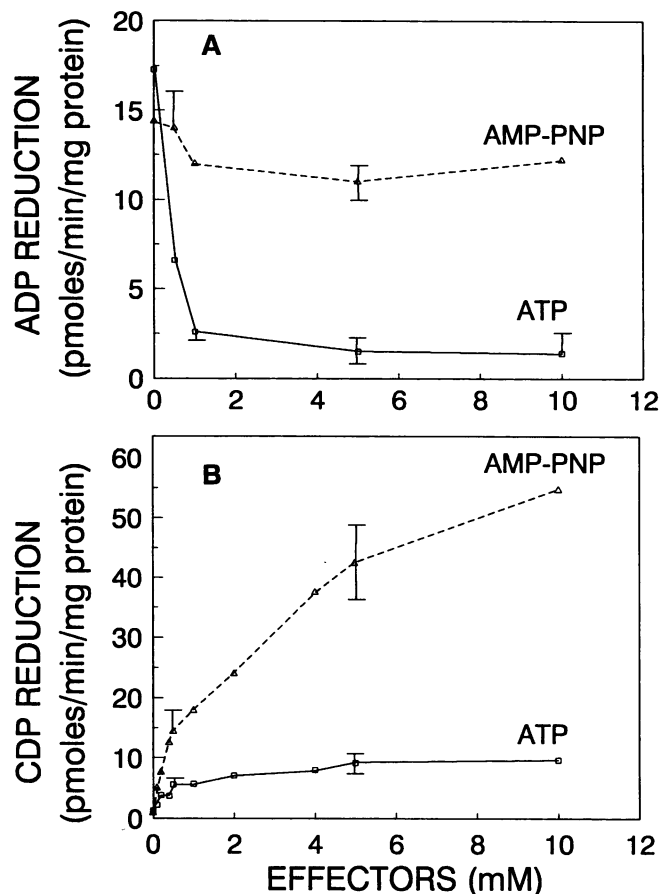 A
ADP REDUCTION
(pmoles/min/mg protein)
20
15
10
5
0
AMP-PNP
ATP
0 2 4 6 8 10 12
B
CDP REDUCTION
(pmoles/min/mg protein)
60
50
40
30
20
10
0
AMP-PNP
ATP
0 2 4 6 8 10 12
EFFECTORS (mM)